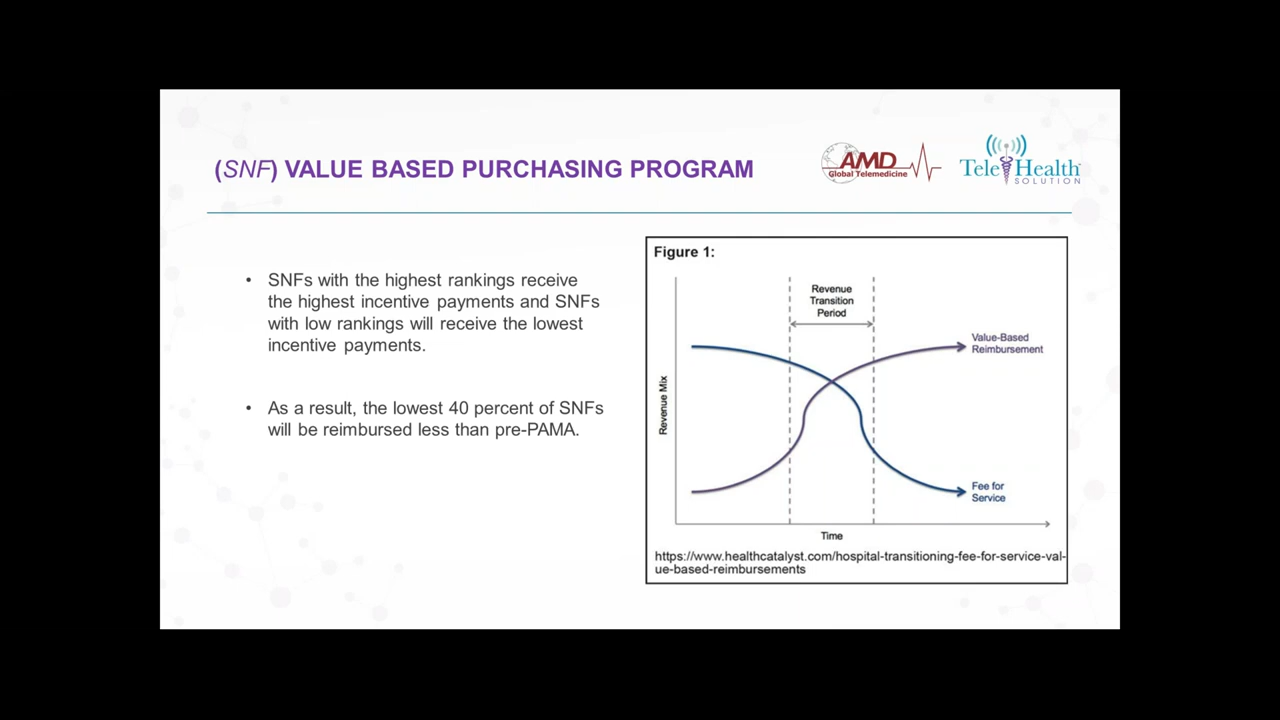 (SNF) VALUE BASED PURCHASING PROGRAM
AMD
Global Telemedicine
TeleHealth
SOLUTION
• SNFs with the highest rankings receive
the highest incentive payments and SNFs
with low rankings will receive the lowest
incentive payments.
• As a result, the lowest 40 percent of SNFs
will be reimbursed less than pre-PAMA.
Figure 1:
Revenue
Transition
Period
Value-Based
Reimbursement
Revenue Mix
Fee for
Service
Time
https://www.healthcatalyst.com/hospital-transitioning-fee-for-service-val-
ue-based-reimbursements